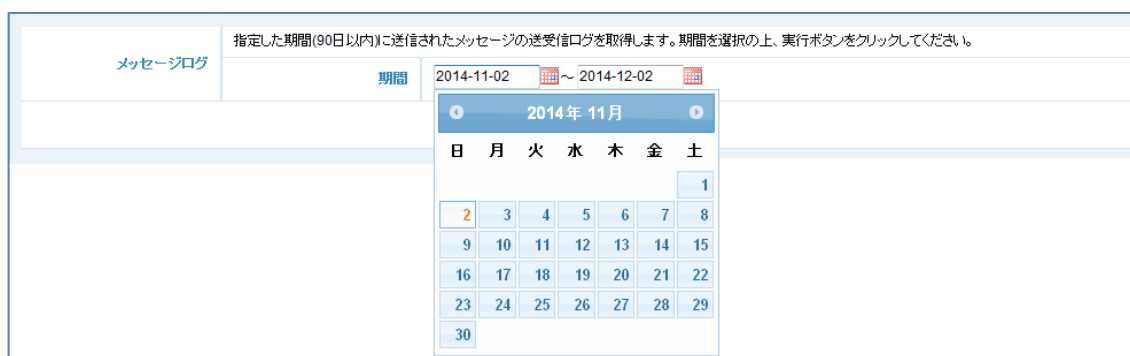 指定した期間(90日以内)に送信されたメッセージの送受信ログを取得します。期間を選択の上、実行ボタンをクリックしてください。
メッセージログ
期間 2014-11-02 ～ 2014-12-02
2014年 11月
日 月 火 水 木 金 土
1
2 3 4 5 6 7 8
9 10 11 12 13 14 15
16 17 18 19 20 21 22
23 24 25 26 27 28 29
30